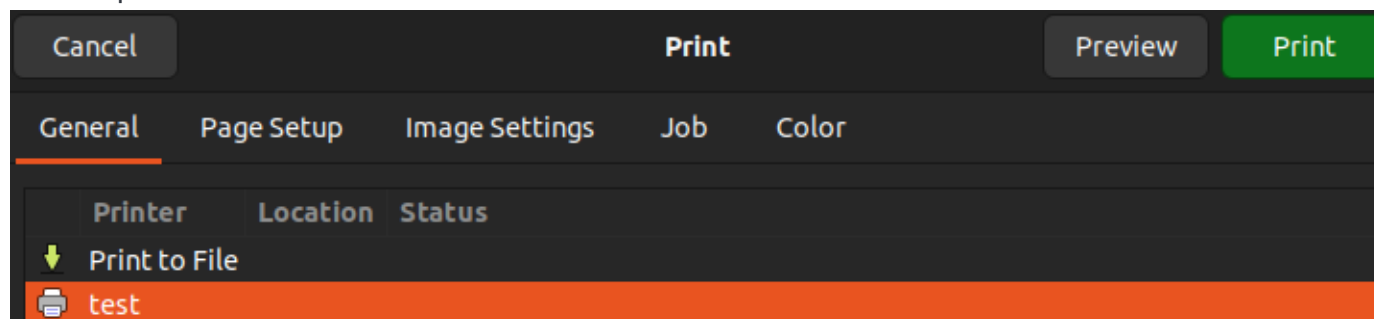 Cancel Print Preview Print
General Page Setup Image Settings Job Color
Printer Location Status
Print to File
test